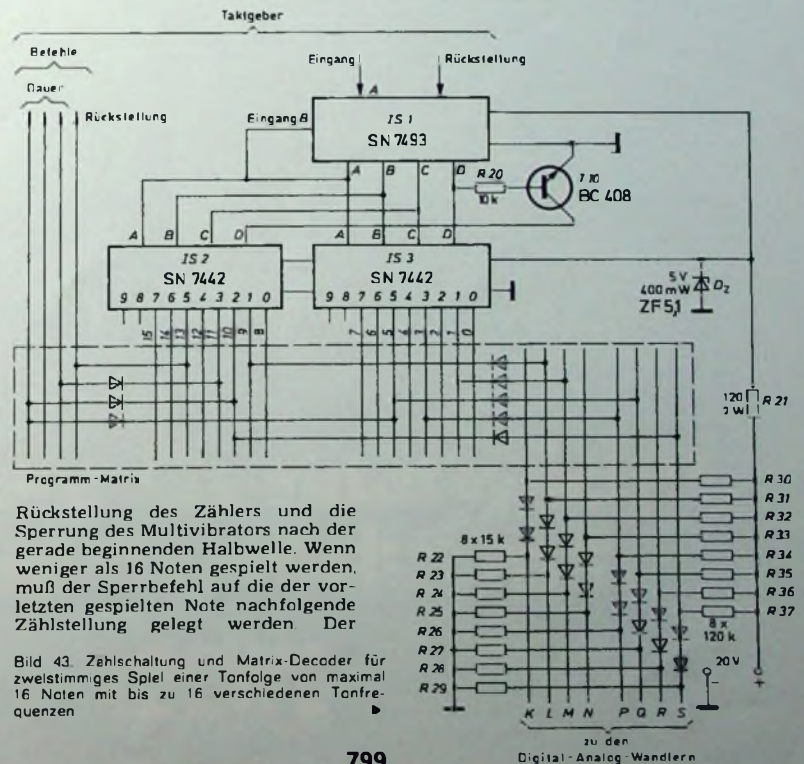 Taktgeber
Befehle
Dauer
Rückstellung
Eingang Rückstellung
A
Eingang B
IS 1
SN 7493
A B C D
R 20
10 k
T 10
BC 408
A B C D
IS 2
SN 7442
9 8 7 6 5 4 3 2 1 0
A B C D
IS 3
SN 7442
9 8 7 6 5 4 3 2 1 0
5 V
400 mW
ZF 5,1
DZ
15 14 13 12 11 10 9 8
7 6 5 4 3 2 1 0
120
R 21
Programm-Matrix
R 30
R 31
R 32
R 33
R 34
R 35
R 36
R 37
8 x
120 k
8 x 15 k
R 22
R 23
R 24
R 25
R 26
R 27
R 28
R 29
20 V
- +
K L M N P Q R S
zu den
Digital-Analog-Wandlern
Rückstellung des Zählers und die
Sperrung des Multivibrators nach der
gerade beginnenden Halbwelle. Wenn
weniger als 16 Noten gespielt werden,
muß der Sperrbefehl auf die der vor-
letzten gespielten Note nachfolgende
Zählstellung gelegt werden. Der
Bild 43. Zählschaltung und Matrix-Decoder für
zweistimmiges Spiel einer Tonfolge von maximal
16 Noten mit bis zu 16 verschiedenen Tonfre-
quenzen
799